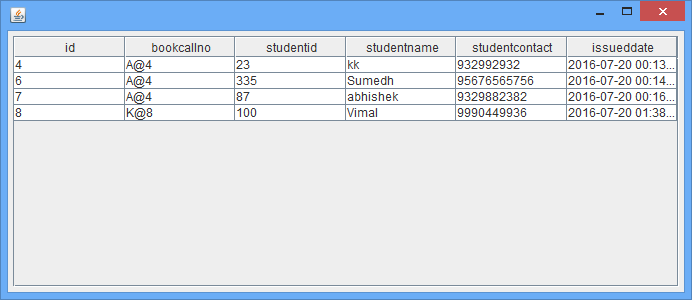 id bookcallno studentid studentname studentcontact issueddate
4 A@4 23 kk 932992932 2016-07-20 00:13...
6 A@4 335 Sumedh 95676565756 2016-07-20 00:14...
7 A@4 87 abhishek 9329882382 2016-07-20 00:16...
8 K@8 100 Vimal 9990449936 2016-07-20 01:38...